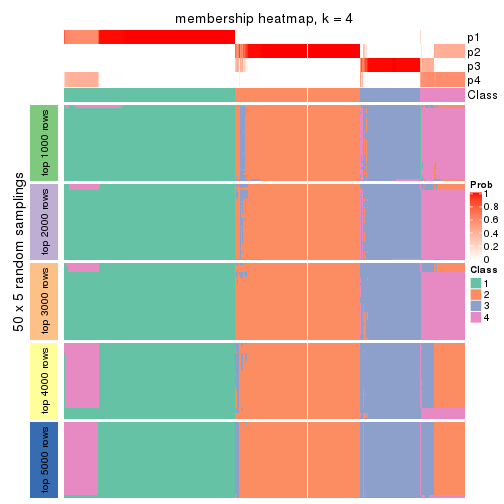 membership heatmap, k = 4
p1
p2
p3
p4
Class
50 x 5 random samplings
top 1000 rows
top 2000 rows
top 3000 rows
top 4000 rows
top 5000 rows
Prob
1
0.8
0.6
0.4
0.2
0
Class
1
2
3
4